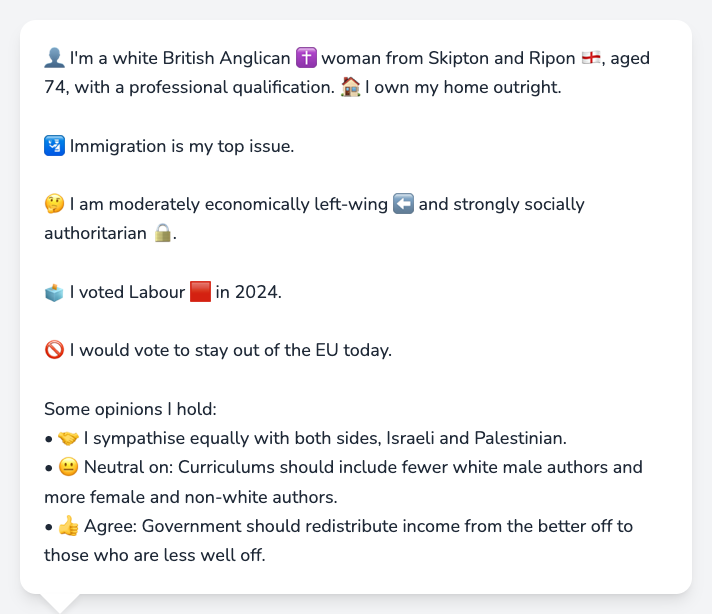 👤 I'm a white British Anglican ✝️ woman from Skipton and Ripon 🏴󠁧󠁢󠁥󠁮󠁧󠁿, aged
74, with a professional qualification. 🏠 I own my home outright.
🛂 Immigration is my top issue.
🤔 I am moderately economically left-wing ⬅️ and strongly socially
authoritarian 🔒.
🗳️ I voted Labour 🟥 in 2024.
🚫 I would vote to stay out of the EU today.
Some opinions I hold:
• 🤝 I sympathise equally with both sides, Israeli and Palestinian.
• 😐 Neutral on: Curriculums should include fewer white male authors and
more female and non-white authors.
• 👍 Agree: Government should redistribute income from the better off to
those who are less well off.